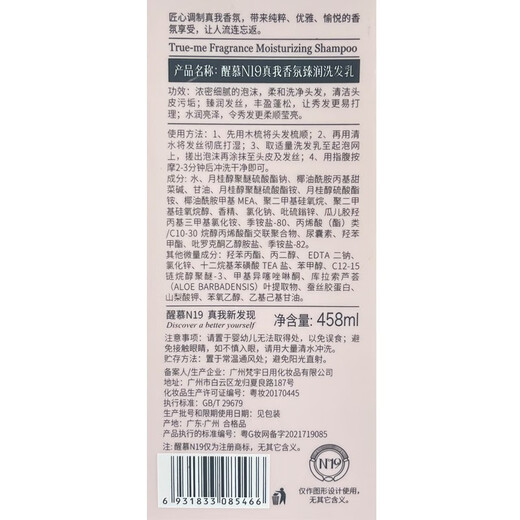 匠心调制真我香氛，带来纯粹、优雅、愉悦的香
氛享受，让人流连忘返。
True-me Fragrance Moisturizing Shampoo
产品名称：醒慕N19真我香氛臻润洗发乳
功效：浓密细腻的泡沫，柔和洗净头发，清洁头
皮污垢；臻润发丝，丰盈蓬松，让秀发更易打
理；水润亮泽，令秀发更柔顺莹亮。
使用方法：1、先用木梳将头发梳顺；2、再用清
水将发丝彻底打湿；3、取适量洗发乳至起泡网
上，搓出泡沫再涂抹至头皮及发丝；4、用指腹按
摩2-3分钟后冲洗干净即可。
成分：水、月桂醇聚醚硫酸酯钠、椰油酰胺丙基甜
菜碱、甘油、月桂醇聚醚硫酸酯铵、月桂醇硫酸酯
铵、椰油酰胺甲基 MEA、聚二甲基硅氧烷、聚二甲
基硅氧烷醇、香精、氯化钠、吡硫鎓锌、瓜儿胶羟
丙基三甲基氯化铵、季铵盐-80、丙烯酸（酯）类
/C10-30 烷醇丙烯酸酯交联聚合物、尿囊素、羟苯
甲酯、吡罗克酮乙醇胺盐、季铵盐-82。
其他微量成分：羟苯丙酯、丙二醇、EDTA 二钠、
氯化锌、十二烷基苯磺酸 TEA 盐、苯甲醇、C12-15
链烷醇聚醚-3、甲基异噻唑啉酮、库拉索芦荟
（ALOE BARBADENSIS）叶提取物、蚕丝胶蛋白、
山梨酸钾、苯氧乙醇、乙基己基甘油。
醒慕N19 真我新发现
Discover a better yourself
净含量：458ml
注意事项：请置于婴幼儿无法取得处，以免误食；避
免接触眼睛，如不慎入眼，请用大量清水冲洗。
贮存方法：置于常温通风处；避免阳光直射。
备案人/生产企业：广州梵宇日用化妆品有限公司
地址：广州市白云区龙归夏良路187号
化妆品生产许可证编号：粤妆20170445
执行标准：GB/T 29679
生产批号和限期使用日期：见包装
产地：广东·广州 合格品
产品执行的标准编号：粤G妆网备字2021719085
注：醒慕N19仅为注册商标，无其它含义。
6 931833 085466
N19
仅作图形设计使用，
无其它含义。